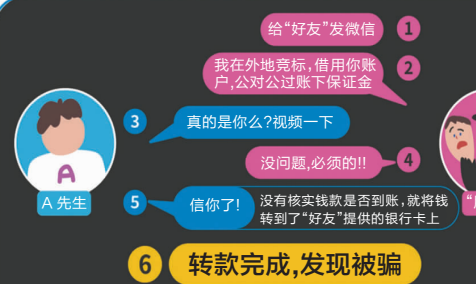 给“好友”发微信 1
我在外地竞标,借用你账 2
户,公对公过账下保证金
3 真的是你么?视频一下
没问题,必须的!! 4
A
A 先生
5 信你了! 没有核实钱款是否到账,就将钱
转到了“好友”提供的银行卡上
6 转款完成,发现被骗